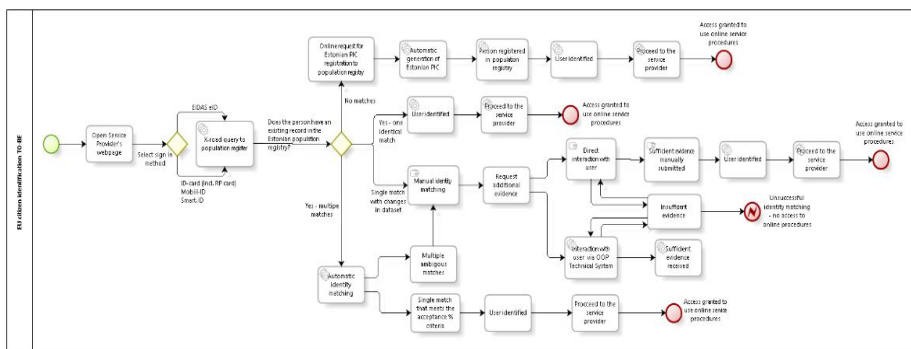 EU citizen identification TO-BE
Open Service
Provider's
webpage
Select sign in
method
EIDAS eID
X-road query to
population register
ID-card (incl. RP card)
Mobiil-ID
Smart ID
Does the person have an
existing record in the
Estonian population
registry?
No matches
Online request for
Estonian PIC
registration to
population registry
Automatic
generation of
Estonian PIC
Person registered
in population
registry
User identified
Proceed to the
service provider
Access granted to
use online service
procedures
Yes - one
identical match
User identified
Proceed to the
service provider
Access granted to
use online service
procedures
Single match
with changes in
dataset
Manual identity
matching
Request
additional
evidence
Direct
interaction with
user
Sufficient evidence
manually
submitted
User identified
Proceed to the
service provider
Access granted to
use online service
procedures
Insufficient
evidence
Unsuccessful
identity matching
- no access to
online procedures
Interaction with
user via OOP
Technical System
Sufficient
evidence
received
Yes - multiple
matches
Automatic
identity
matching
Multiple
ambigous
matches
Single match
that meets the
acceptance %
criteria
User identified
Procceed to the
service
provider
Access granted to
use online service
procedures